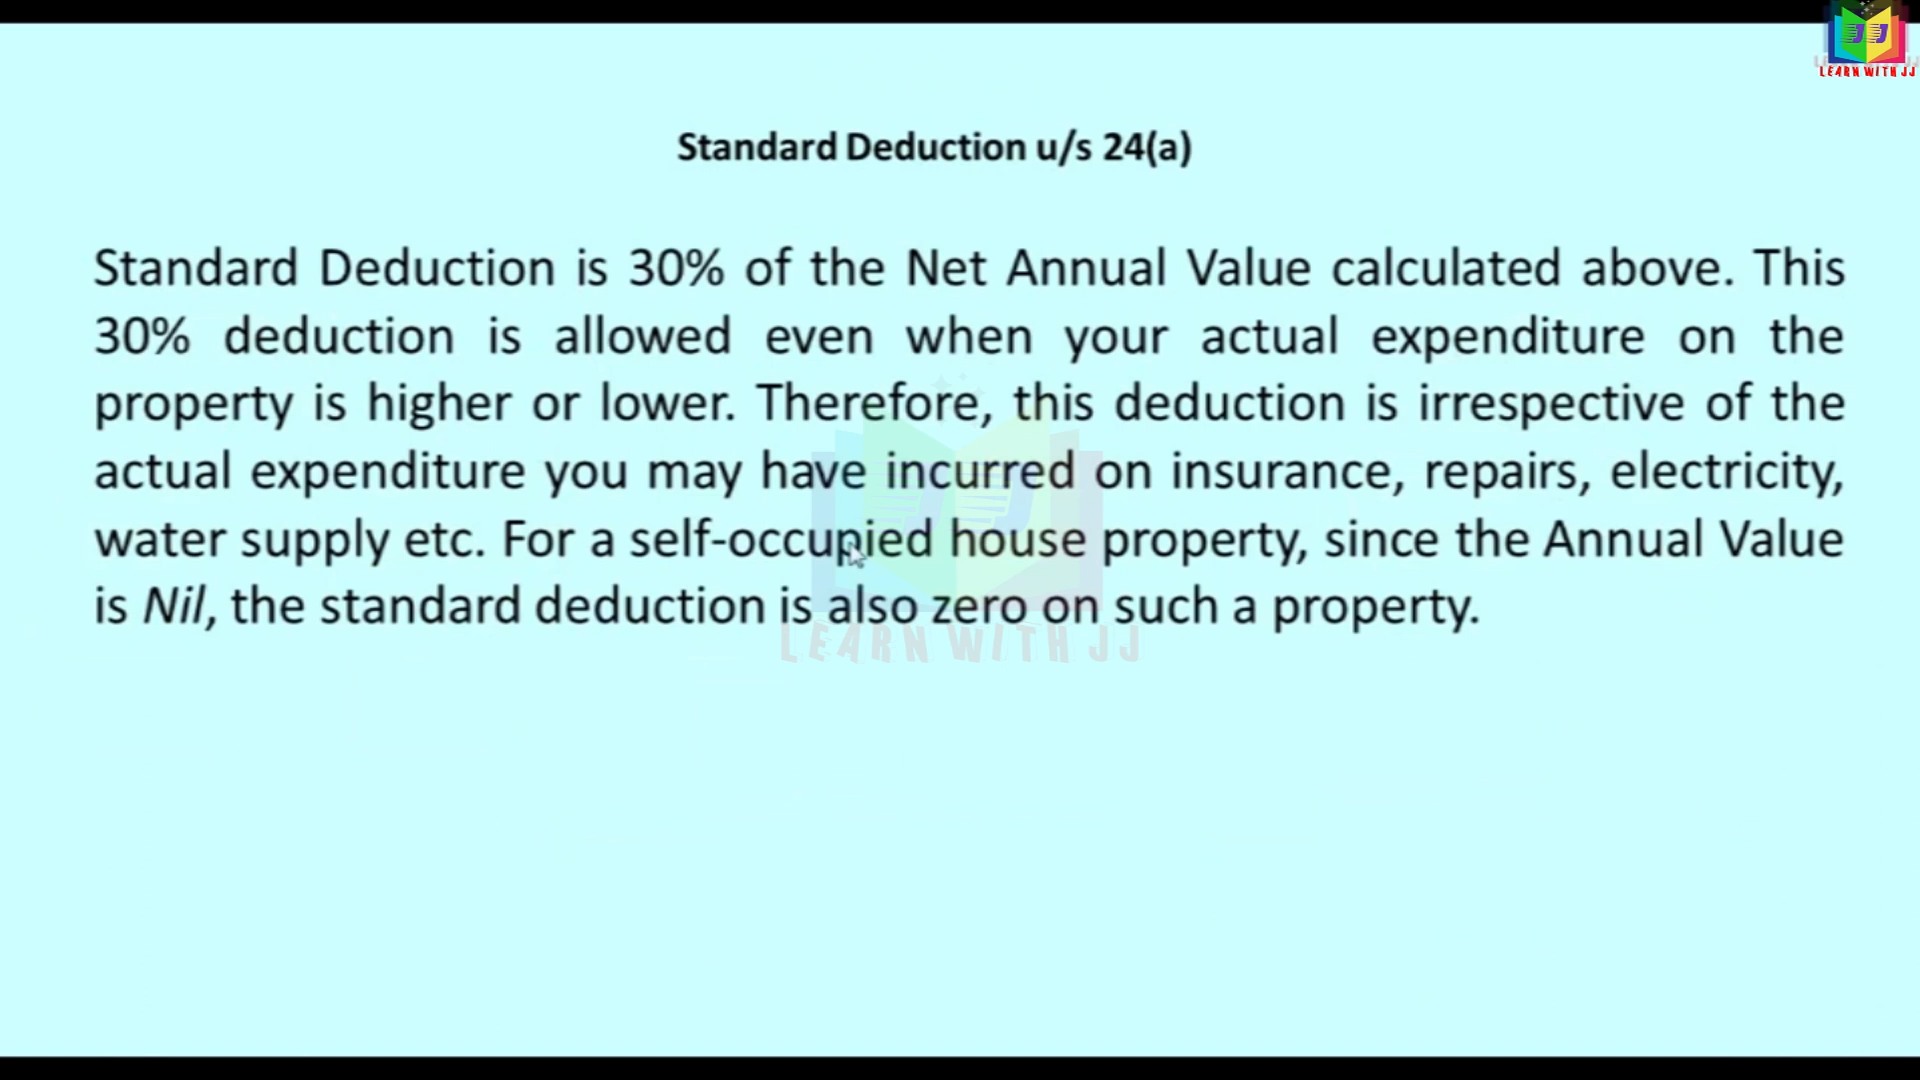 LEARN WITH JJ
Standard Deduction u/s 24(a)
Standard Deduction is 30% of the Net Annual Value calculated above. This
30% deduction is allowed even when your actual expenditure on the
property is higher or lower. Therefore, this deduction is irrespective of the
actual expenditure you may have incurred on insurance, repairs, electricity,
water supply etc. For a self-occupied house property, since the Annual Value
is Nil, the standard deduction is also zero on such a property.
LEARN WITH JJ